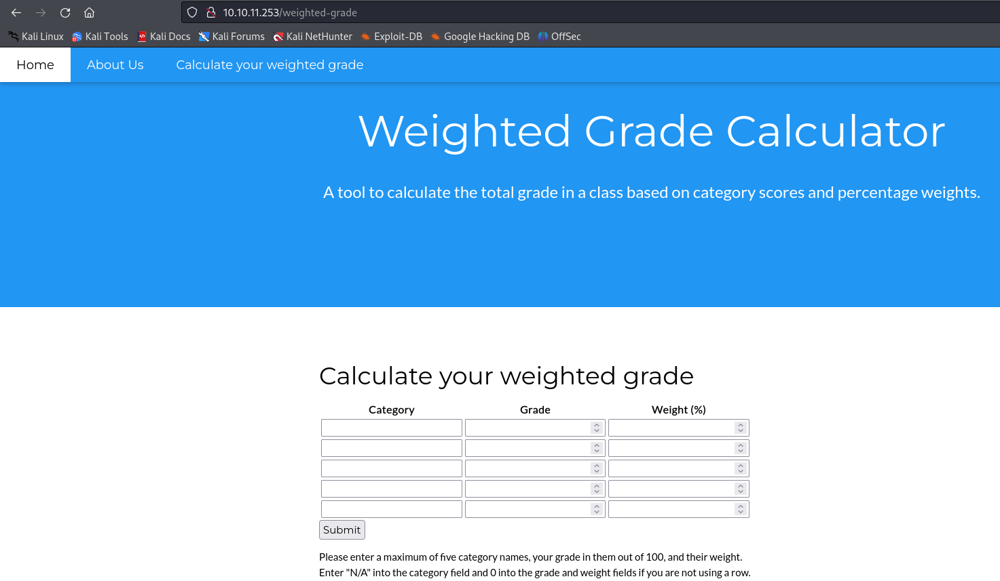 10.10.11.253/weighted-grade
Kali Linux Kali Tools Kali Docs Kali Forums Kali NetHunter Exploit-DB Google Hacking DB OffSec
Home About Us Calculate your weighted grade
Weighted Grade Calculator
A tool to calculate the total grade in a class based on category scores and percentage weights.
Calculate your weighted grade
Category Grade Weight (%)
Submit
Please enter a maximum of five category names, your grade in them out of 100, and their weight.
Enter "N/A" into the category field and 0 into the grade and weight fields if you are not using a row.